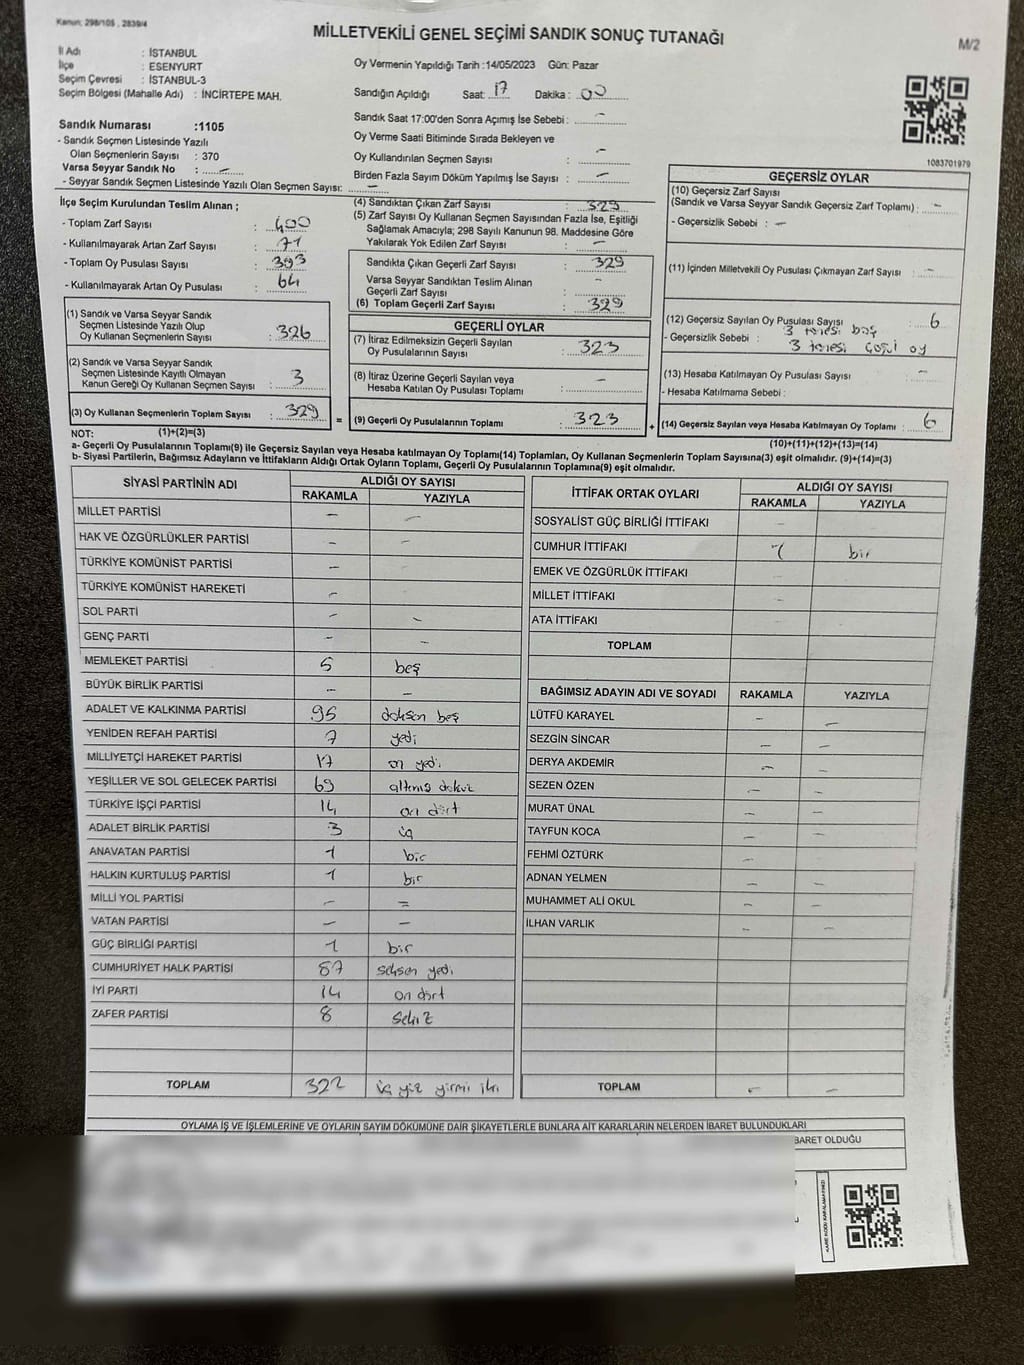 Kanun: 298/105 , 2839/4
MİLLETVEKİLİ GENEL SEÇİMİ SANDIK SONUÇ TUTANAĞI
M/2
İl Adı : İSTANBUL
İlçe : ESENYURT
Seçim Çevresi : İSTANBUL-3
Seçim Bölgesi (Mahalle Adı) : İNCİRTEPE MAH.
Oy Vermenin Yapıldığı Tarih :14/05/2023 Gün: Pazar
Sandığın Açıldığı Saat: 17 Dakika : 00
Sandık Saat 17:00'den Sonra Açımış İse Sebebi : -
Oy Verme Saati Bitiminde Sırada Bekleyen ve
Oy Kullandırılan Seçmen Sayısı : -
Birden Fazla Sayım Döküm Yapılmış İse Sayısı : -
1083701979
Sandık Numarası :1105
- Sandık Seçmen Listesinde Yazılı
Olan Seçmenlerin Sayısı : 370
Varsa Seyyar Sandık No : -
- Seyyar Sandık Seçmen Listesinde Yazılı Olan Seçmen Sayısı: -
İlçe Seçim Kurulundan Teslim Alınan ;
- Toplam Zarf Sayısı : 400
- Kullanılmayarak Artan Zarf Sayısı : 71
- Toplam Oy Pusulası Sayısı : 393
- Kullanılmayarak Artan Oy Pusulası : 64
(1) Sandık ve Varsa Seyyar Sandık
Seçmen Listesinde Yazılı Olup
Oy Kullanan Seçmenlerin Sayısı : 326
(2) Sandık ve Varsa Seyyar Sandık
Seçmen Listesinde Kayıtlı Olmayan
Kanun Gereği Oy Kullanan Seçmen Sayısı : 3
(3) Oy Kullanan Seçmenlerin Toplam Sayısı : 329
(4) Sandıktan Çıkan Zarf Sayısı : 329
(5) Zarf Sayısı Oy Kullanan Seçmen Sayısından Fazla İse, Eşitliği
Sağlamak Amacıyla; 298 Sayılı Kanunun 98. Maddesine Göre
Yakılarak Yok Edilen Zarf Sayısı : -
Sandıkta Çıkan Geçerli Zarf Sayısı : 329
Varsa Seyyar Sandıktan Teslim Alınan
Geçerli Zarf Sayısı : -
(6) Toplam Geçerli Zarf Sayısı : 329
GEÇERLİ OYLAR
(7) İtiraz Edilmeksizin Geçerli Sayılan
Oy Pusulalarının Sayısı : 323
(8) İtiraz Üzerine Geçerli Sayılan veya
Hesaba Katılan Oy Pusulası Toplamı : -
= (9) Geçerli Oy Pusulalarının Toplamı : 323
GEÇERSİZ OYLAR
(10) Geçersiz Zarf Sayısı
(Sandık ve Varsa Seyyar Sandık Geçersiz Zarf Toplamı) : -
- Geçersizlik Sebebi : -
(11) İçinden Milletvekili Oy Pusulası Çıkmayan Zarf Sayısı : -
(12) Geçersiz Sayılan Oy Pusulası Sayısı : 6
- Geçersizlik Sebebi : 3 tanesi boş
3 tanesi çoğul oy
(13) Hesaba Katılmayan Oy Pusulası Sayısı : -
- Hesaba Katılmama Sebebi :
+ (14) Geçersiz Sayılan veya Hesaba Katılmayan Oy Toplamı : 6
NOT: (1)+(2)=(3) (10)+(11)+(12)+(13)=(14)
a- Geçerli Oy Pusulalarının Toplamı(9) ile Geçersiz Sayılan veya Hesaba katılmayan Oy Toplamı(14) Toplamları, Oy Kullanan Seçmenlerin Toplam Sayısına(3) eşit olmalıdır. (9)+(14)=(3)
b- Siyasi Partilerin, Bağımsız Adayların ve İttifakların Aldığı Ortak Oyların Toplamı, Geçerli Oy Pusulalarının Toplamına(9) eşit olmalıdır.
SİYASİ PARTİNİN ADI ALDIĞI OY SAYISI
RAKAMLA YAZIYLA
MİLLET PARTİSİ - -
HAK VE ÖZGÜRLÜKLER PARTİSİ - -
TÜRKİYE KOMÜNİST PARTİSİ -
TÜRKİYE KOMÜNİST HAREKETİ -
SOL PARTİ - -
GENÇ PARTİ - -
MEMLEKET PARTİSİ 5 beş
BÜYÜK BİRLİK PARTİSİ - -
ADALET VE KALKINMA PARTİSİ 95 doksan beş
YENİDEN REFAH PARTİSİ 7 yedi
MİLLİYETÇİ HAREKET PARTİSİ 17 on yedi
YEŞİLLER VE SOL GELECEK PARTİSİ 69 altmış dokuz
TÜRKİYE İŞÇİ PARTİSİ 14 on dört
ADALET BİRLİK PARTİSİ 3 üç
ANAVATAN PARTİSİ 1 bir
HALKIN KURTULUŞ PARTİSİ 1 bir
MİLLİ YOL PARTİSİ - =
VATAN PARTİSİ - -
GÜÇ BİRLİĞİ PARTİSİ 1 bir
CUMHURİYET HALK PARTİSİ 87 seksen yedi
İYİ PARTİ 14 on dört
ZAFER PARTİSİ 8 sekiz
TOPLAM 322 üç yüz yirmi iki
İTTİFAK ORTAK OYLARI ALDIĞI OY SAYISI
RAKAMLA YAZIYLA
SOSYALİST GÜÇ BİRLİĞİ İTTİFAKI -
CUMHUR İTTİFAKI 1 bir
EMEK VE ÖZGÜRLÜK İTTİFAKI
MİLLET İTTİFAKI
ATA İTTİFAKI
TOPLAM
BAĞIMSIZ ADAYIN ADI VE SOYADI RAKAMLA YAZIYLA
LÜTFÜ KARAYEL - -
SEZGİN SİNCAR - -
DERYA AKDEMİR - -
SEZEN ÖZEN - -
MURAT ÜNAL - -
TAYFUN KOCA - -
FEHMİ ÖZTÜRK -
ADNAN YELMEN - -
MUHAMMET ALİ OKUL - -
İLHAN VARLIK - -
TOPLAM - -
OYLAMA İŞ VE İŞLEMLERİNE VE OYLARIN SAYIM DÖKÜMÜNE DAİR ŞİKAYETLERLE BUNLARA AİT KARARLARIN NELERDEN İBARET BULUNDUKLARI
BARET OLDUĞU